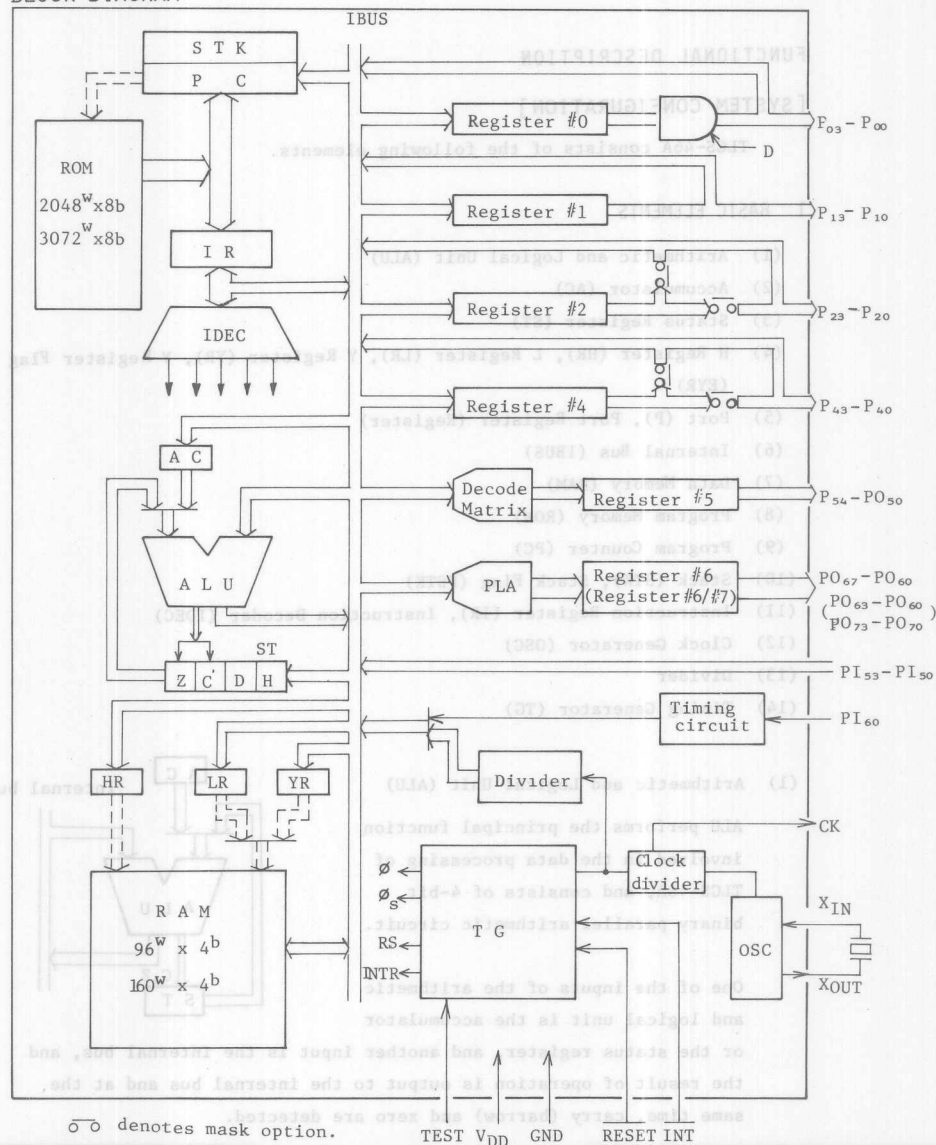 BLOCK DIAGRAM
IBUS
S T K
P C
ROM
2048ʷx8b
3072ʷx8b
I R
IDEC
A C
A L U
ST
Z C' D H
HR
LR
YR
R A M
96ʷ x 4ᵇ
160ʷ x 4ᵇ
Register #0
D
P₀₃-P₀₀
Register #1
P₁₃-P₁₀
Register #2
P₂₃-P₂₀
Register #4
P₄₃-P₄₀
Decode Matrix
Register #5
P₅₄-PO₅₀
PLA
Register #6
(Register #6/#7)
PO₆₇-PO₆₀
(PO₆₃-PO₆₀
PO₇₃-PO₇₀)
PI₅₃-PI₅₀
Timing circuit
PI₆₀
Divider
CK
Clock divider
Ø
Øs
RS
INTR
T G
OSC
XIN
XOUT
denotes mask option.
TEST VDD GND RESET INT
FUNCTIONAL DESCRIPTION
[SYSTEM CONFIGURATION]
consists of the following elements.
BASIC ELEMENTS
(1) Arithmetic and Logical Unit (ALU)
(2) Accumulator (AC)
(3) Status Register (ST)
(4) H Register (HR), L Register (LR), Y Register (YR), Y Register Flag
(EYR)
(5) Port (P), Port Register (Register)
(6) Internal Bus (IBUS)
(7) Data Memory (RAM)
(8) Program Memory (ROM)
(9) Program Counter (PC)
(11) Instruction Register (IR), Instruction Decoder (IDEC)
(12) Clock Generator (OSC)
(13) Divider
(14) Timing Generator (TG)
(1) Arithmetic and Logical Unit (ALU)
ALU performs the principal function
involved in the data processing of
and consists of 4-bit
binary parallel arithmetic circuit.
One of the inputs of the arithmetic
and logical unit is the accumulator
or the status register, and another input is the internal bus, and
the result of operation is output to the internal bus and at the,
same time, carry (barrow) and zero are detected.